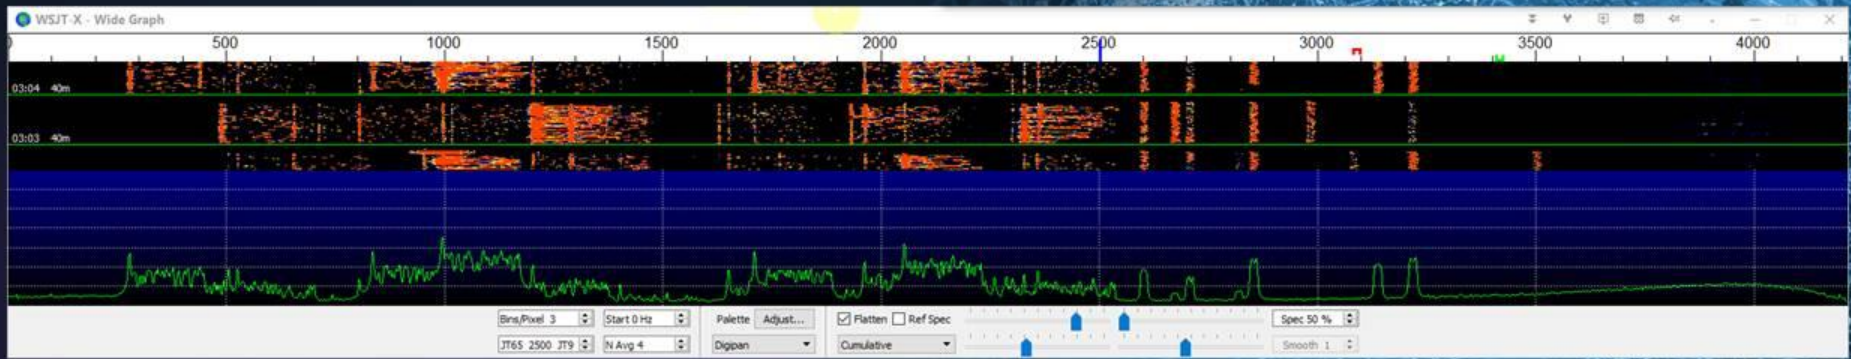 WSJT-X - Wide Graph
500 1000 1500 2000 2500 3000 3500 4000
03:04 40m
03:03 40m
Bins/Pixel 3 Start 0 Hz Palette Adjust... Flatten Ref Spec Spec 50 %
JT65 2500 JT9 N Avg 4 Digipan Cumulative Smooth 1